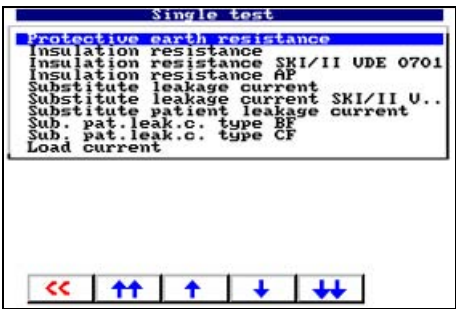 Single test
Protective earth resistance
Insulation resistance
Insulation resistance SKI/II VDE 0701
Insulation resistance AP
Substitute leakage current
Substitute leakage current SKI/II V..
Substitute patient leakage current
Sub. pat.leak.c. type BF
Sub. pat.leak.c. type CF
Load current
<<